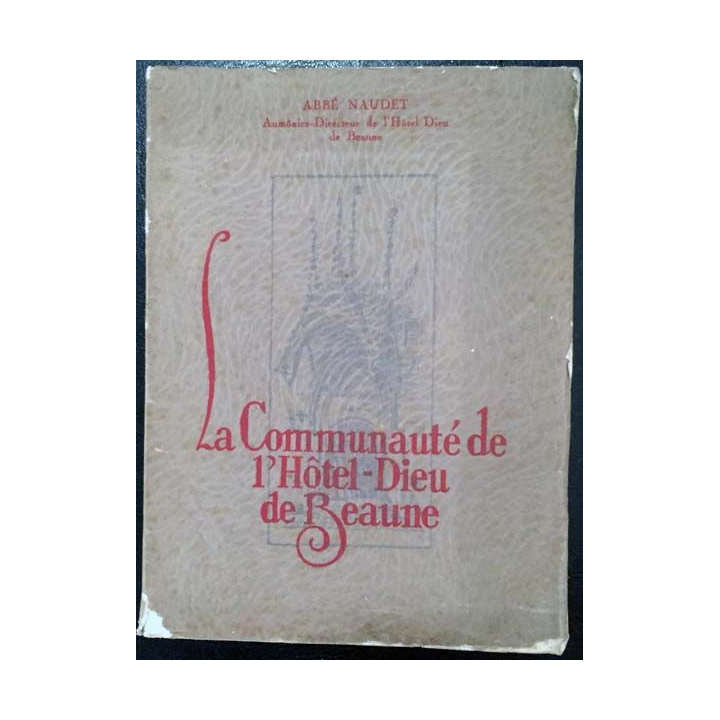 ABBÉ NAUDET
Aumônier-Directeur de l'Hôtel-Dieu
de Beaune
La Communauté de
l'Hôtel-Dieu
de Beaune